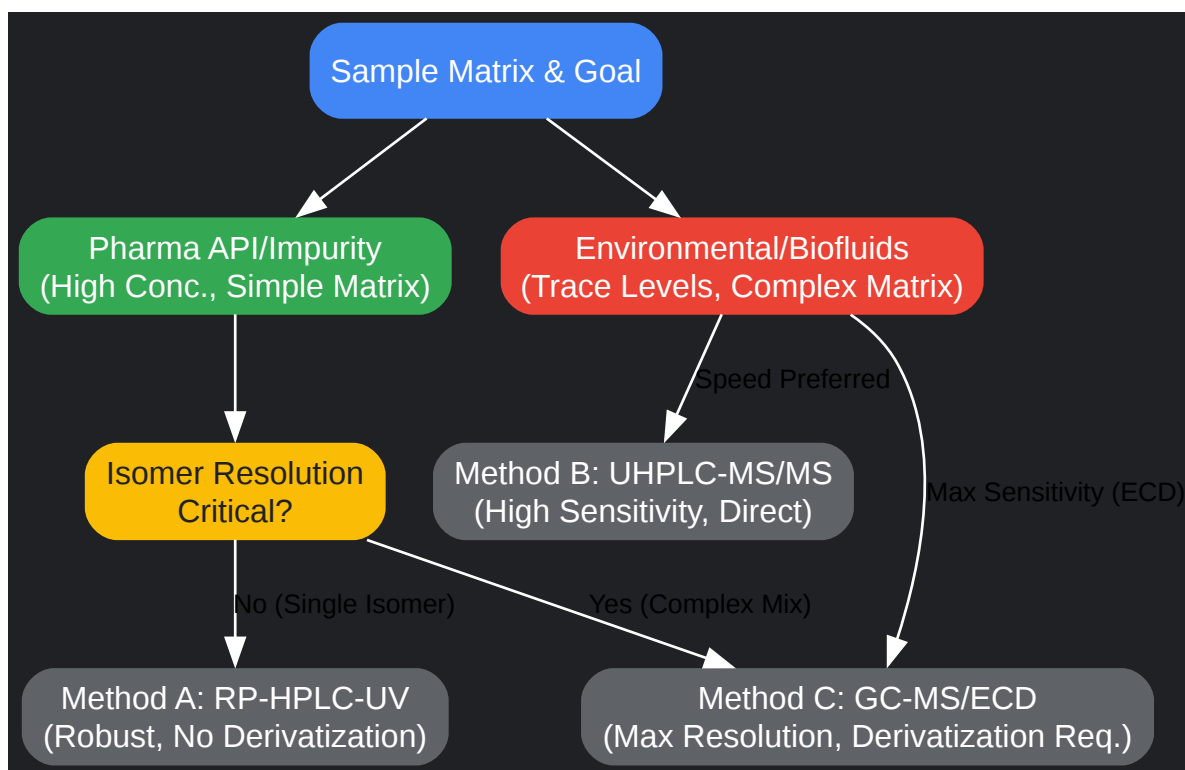 Sample Matrix & Goal
Pharma API/Impurity
(High Conc., Simple Matrix)
Environmental/Biofluids
(Trace Levels, Complex Matrix)
Speed Preferred
Isomer Resolution
Critical?
Method B: UHPLC-MS/MS
(High Sensitivity, Direct)
Max Sensitivity (ECD)
No (Single Isomer)
Yes (Complex Mix)
Method A: RP-HPLC-UV
(Robust, No Derivatization)
Method C: GC-MS/ECD
(Max Resolution, Derivatization Req.)